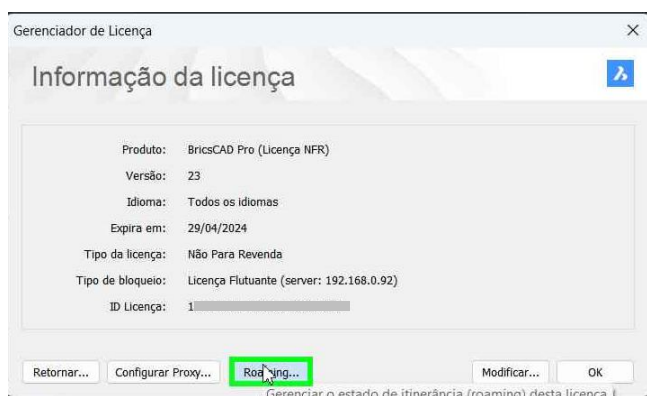 Gerenciador de Licença
Informação da licença
Produto: BricsCAD Pro (Licença NFR)
Versão: 23
Idioma: Todos os idiomas
Expira em: 29/04/2024
Tipo da licença: Não Para Revenda
Tipo de bloqueio: Licença Flutuante (server: 192.168.0.92)
ID Licença: 1
Retornar... Configurar Proxy... Roaming... Modificar... OK
Gerenciar o estado de itinerância (roaming) desta licença